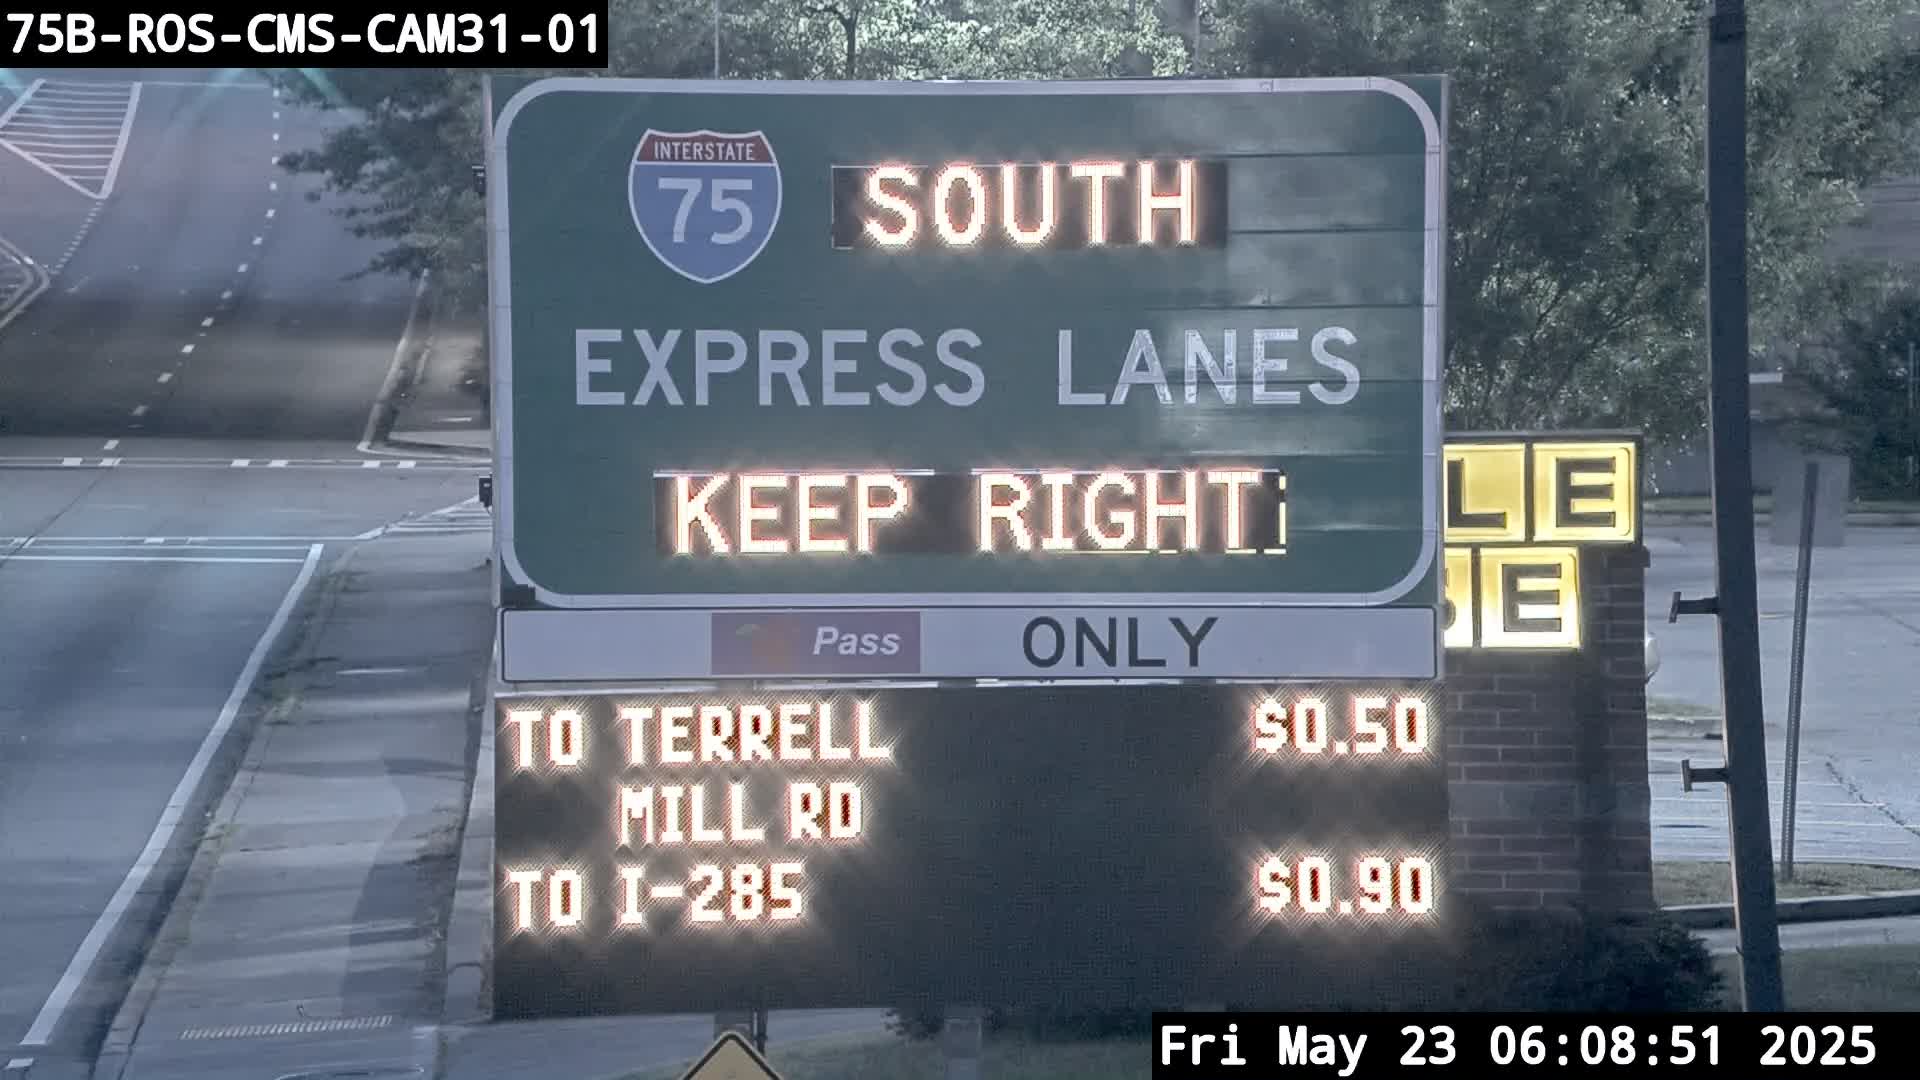 75B-ROS-CMS-CAM31-01
INTERSTATE
75
SOUTH
EXPRESS LANES
KEEP RIGHT
Pass ONLY
TO TERRELL $0.50
MILL RD
TO I-285 $0.90
LE
E
Fri May 23 06:08:51 2025